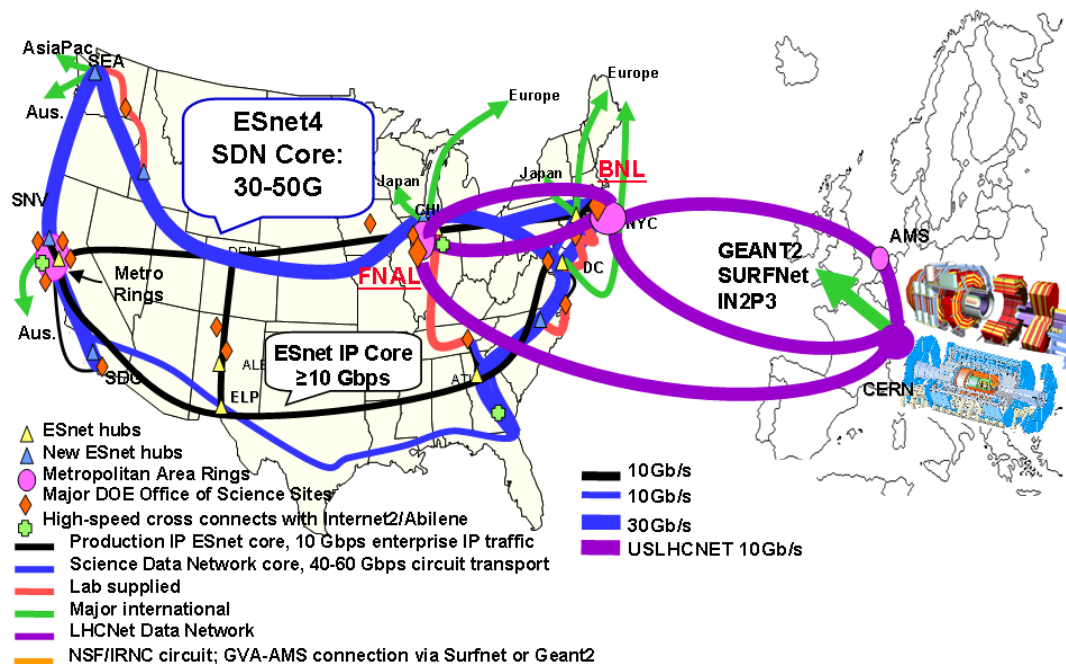 AsiaPac
SEA
Aus.
ESnet4
SDN Core:
30-50G
Europe
Europe
Japan
Japan
CHI
BNL
NYC
SNV
DEN
FNAL
DC
Metro
Rings
Aus.
GEANT2
SURFNet
IN2P3
AMS
CERN
ESnet IP Core
≥10 Gbps
ATL
SDG
ELP
ESnet hubs
New ESnet hubs
Metropolitan Area Rings
Major DOE Office of Science Sites
High-speed cross connects with Internet2/Abilene
Production IP ESnet core, 10 Gbps enterprise IP traffic
Science Data Network core, 40-60 Gbps circuit transport
Lab supplied
Major international
LHCNet Data Network
NSF/IRNC circuit; GVA-AMS connection via Surfnet or Geant2
10Gb/s
10Gb/s
30Gb/s
USLHCNET 10Gb/s